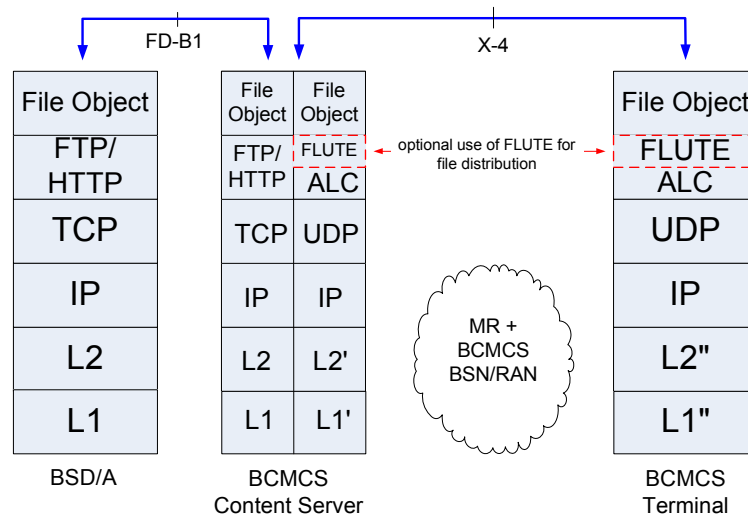 FD-B1
X-4
File Object
FTP/
HTTP
TCP
IP
L2
L1
BSD/A
File
Object
FTP/
HTTP
TCP
IP
L2
L1
File
Object
FLUTE
ALC
UDP
IP
L2'
L1'
BCMCS
Content Server
optional use of FLUTE for
file distribution
MR +
BCMCS
BSN/RAN
File Object
FLUTE
ALC
UDP
IP
L2"
L1"
BCMCS
Terminal